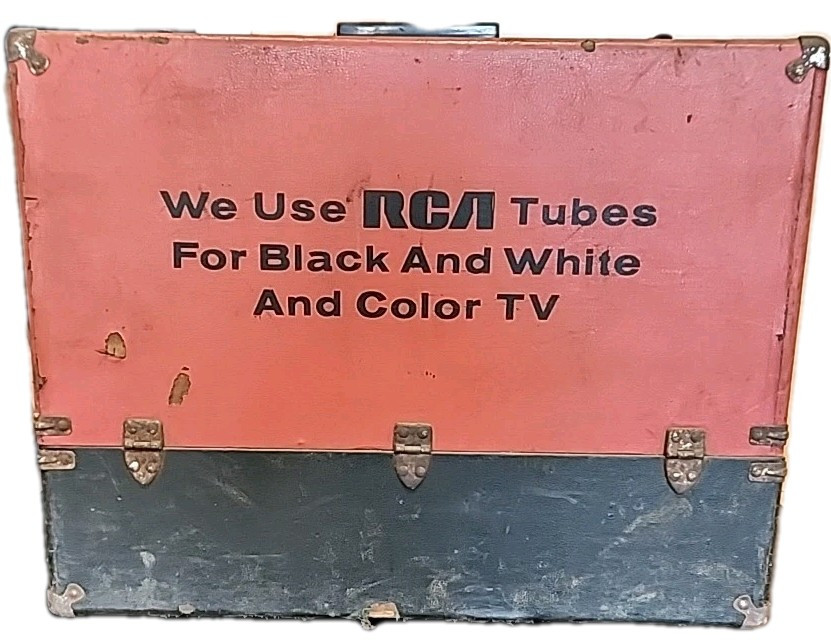 We Use RCA Tubes
For Black And White
And Color TV